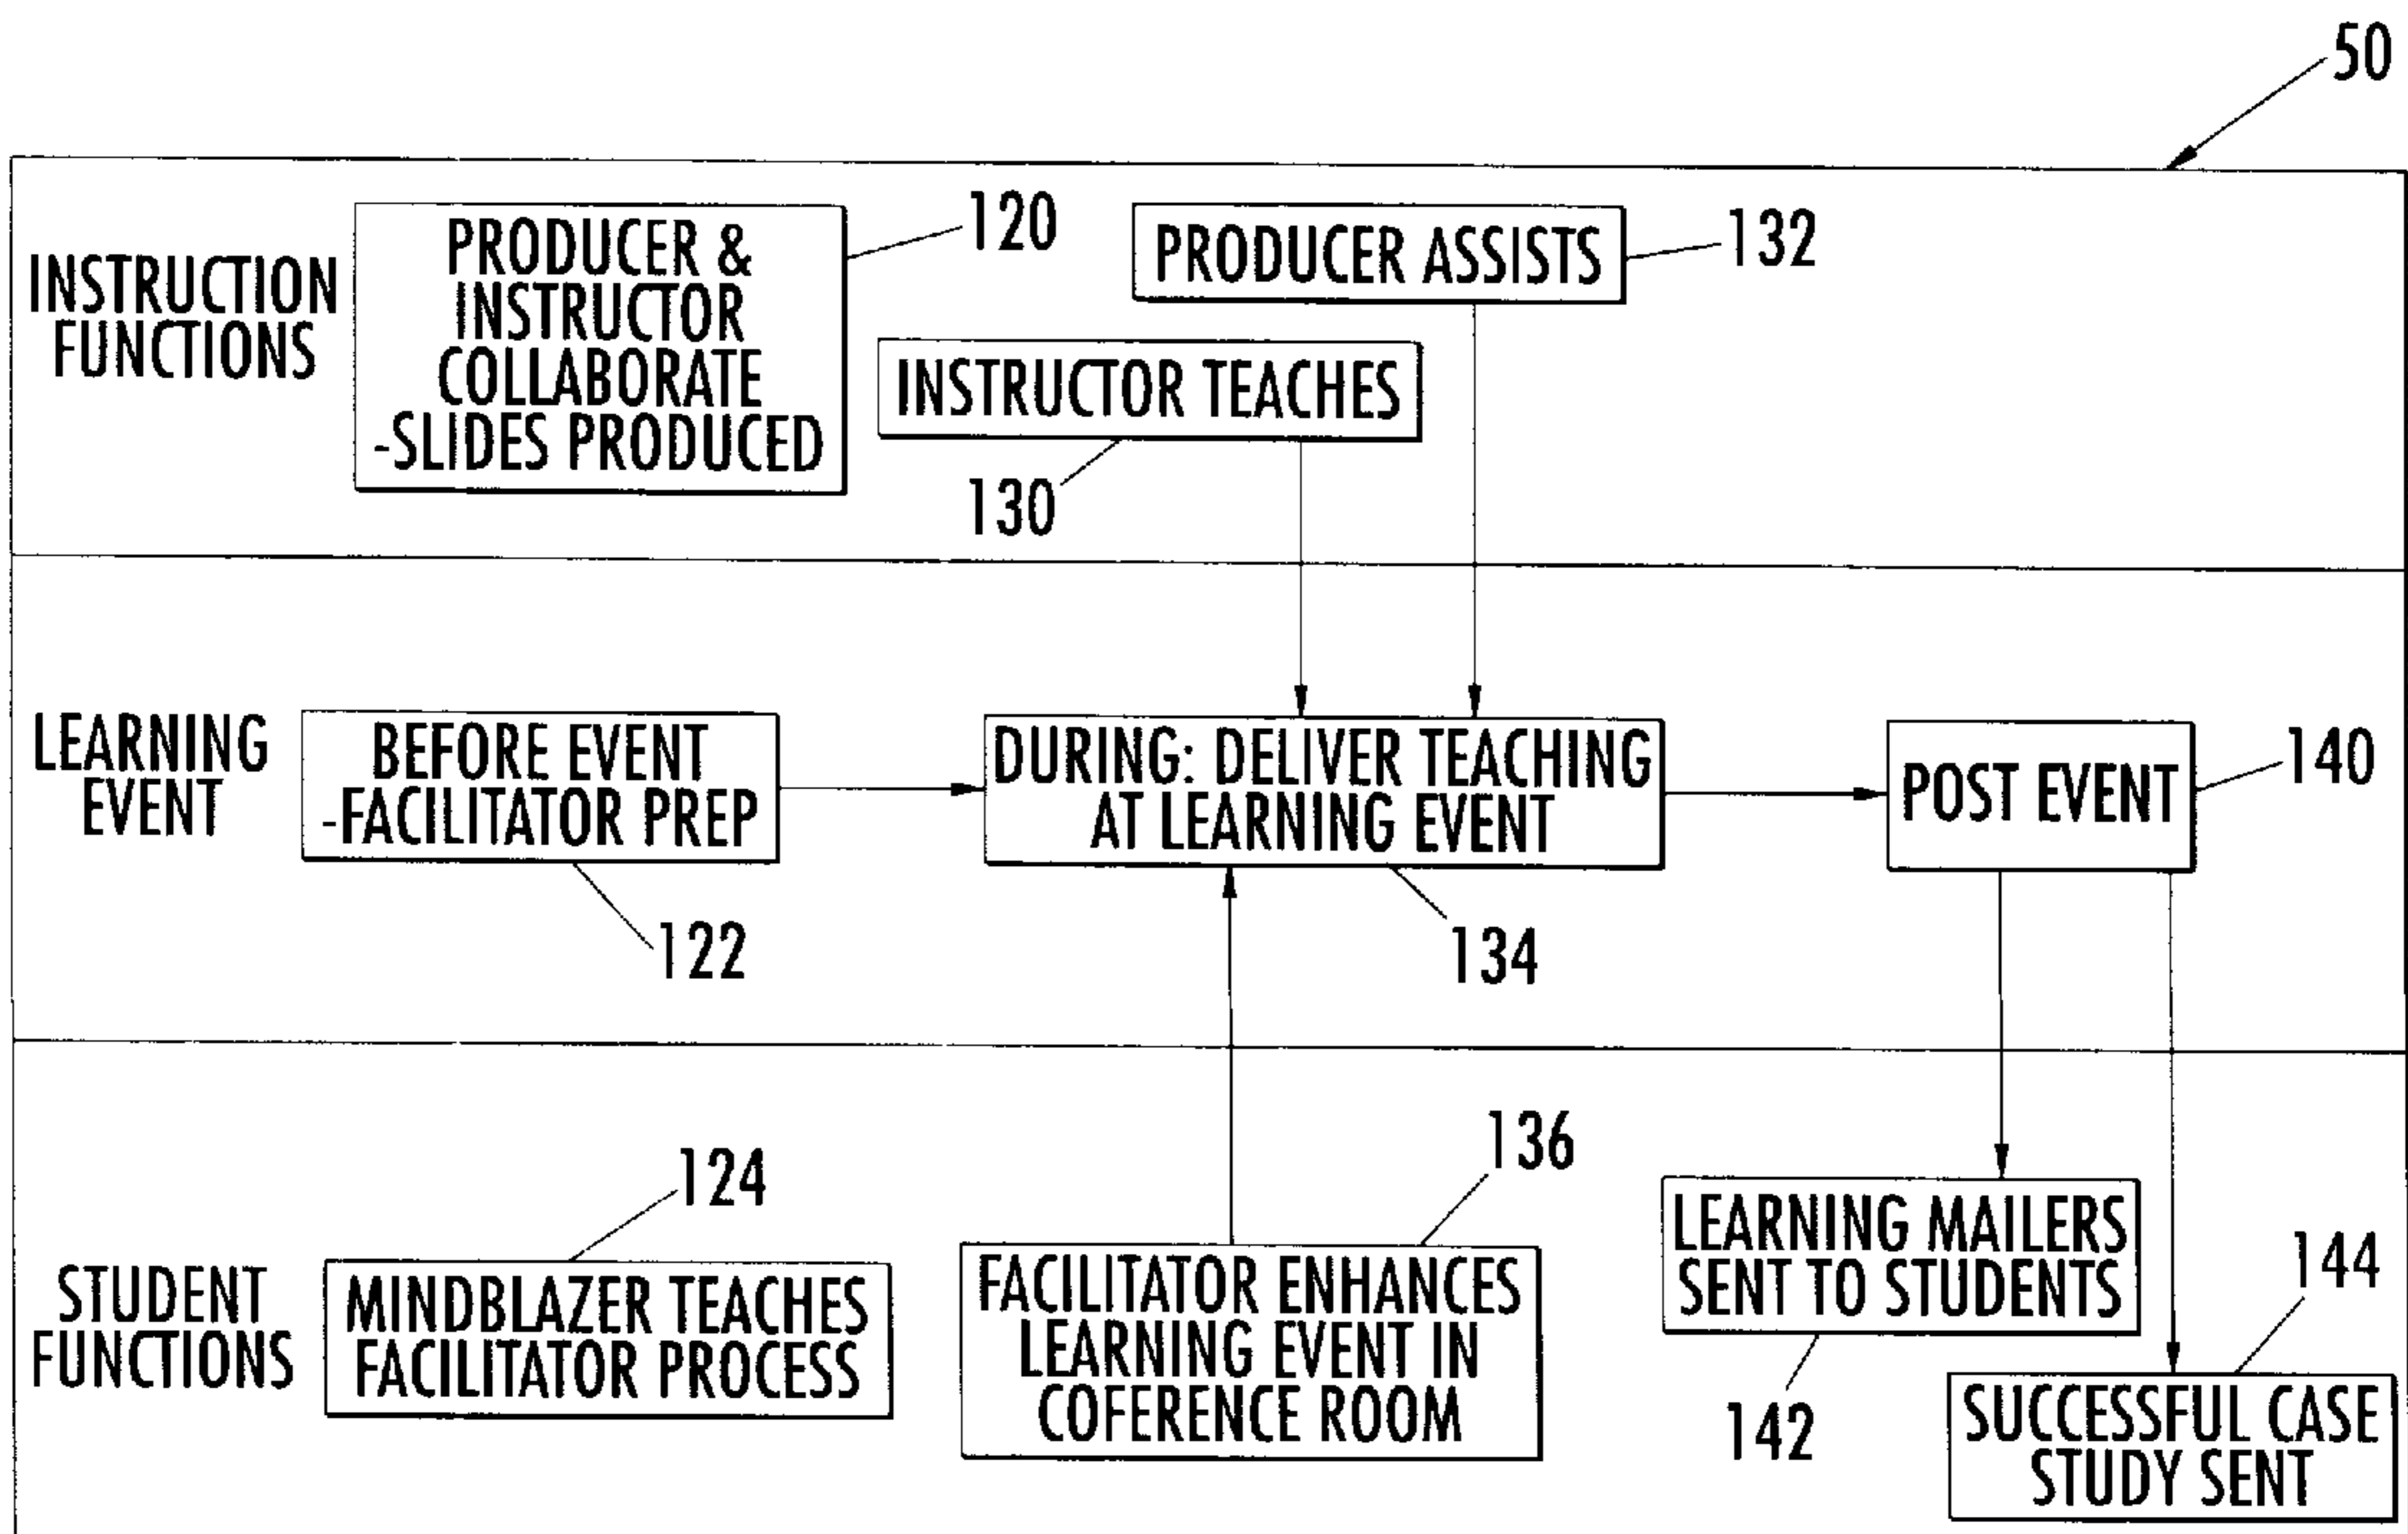 50
INSTRUCTION
FUNCTIONS
PRODUCER &
INSTRUCTOR
COLLABORATE
-SLIDES PRODUCED
120
PRODUCER ASSISTS
132
INSTRUCTOR TEACHES
130
LEARNING
EVENT
BEFORE EVENT
-FACILITATOR PREP
122
DURING: DELIVER TEACHING
AT LEARNING EVENT
134
POST EVENT
140
STUDENT
FUNCTIONS
124
MINDBLAZER TEACHES
FACILITATOR PROCESS
136
FACILITATOR ENHANCES
LEARNING EVENT IN
COFERENCE ROOM
LEARNING MAILERS
SENT TO STUDENTS
142
144
SUCCESSFUL CASE
STUDY SENT